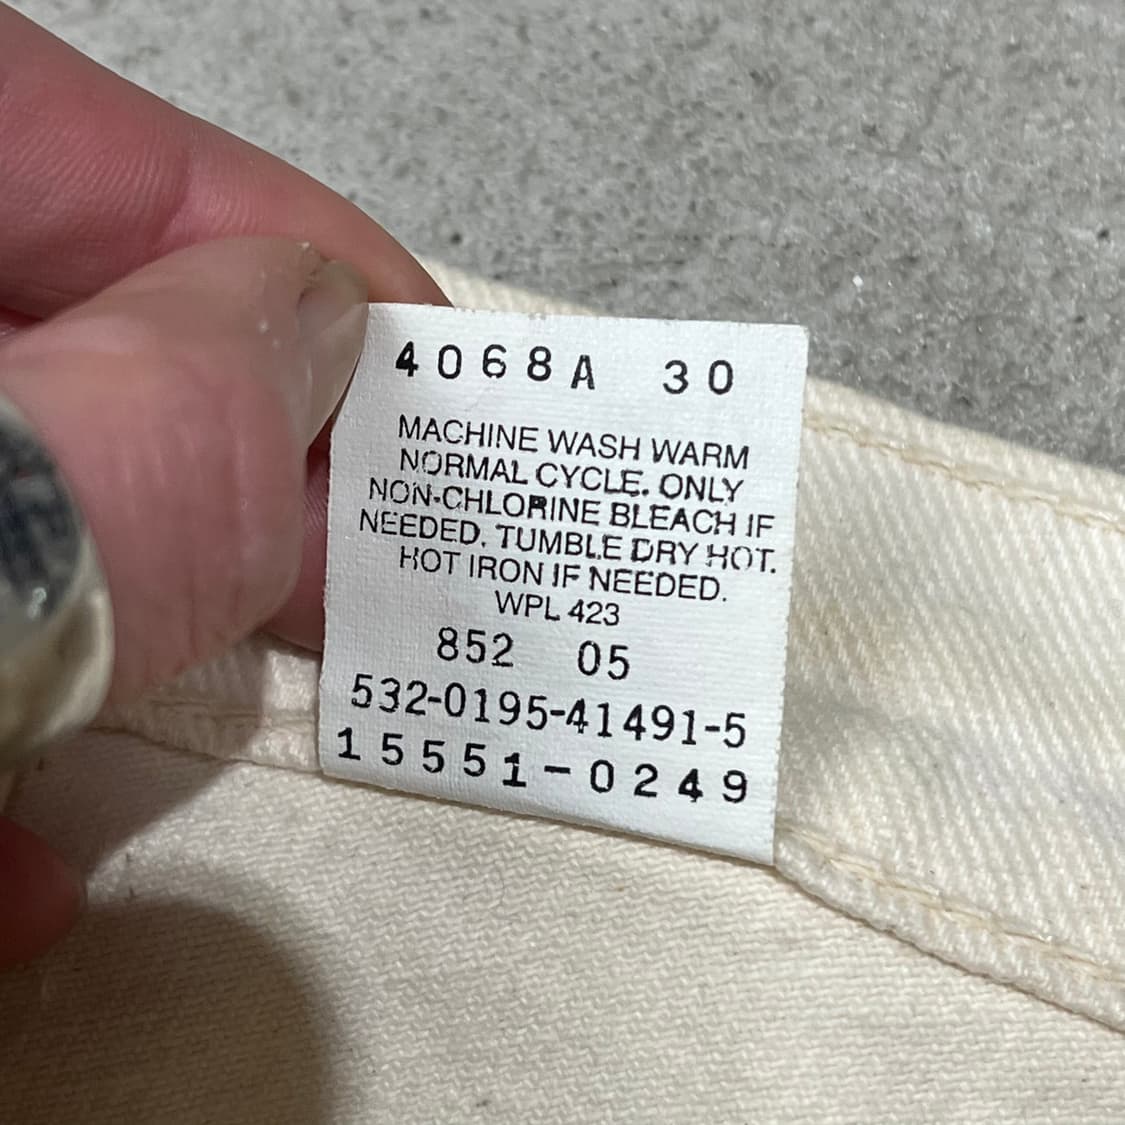 4068A 30
MACHINE WASH WARM
NORMAL CYCLE. ONLY
NON-CHLORINE BLEACH IF
NEEDED. TUMBLE DRY HOT.
HOT IRON IF NEEDED.
WPL 423
852 05
532-0195-41491-5
15551-0249